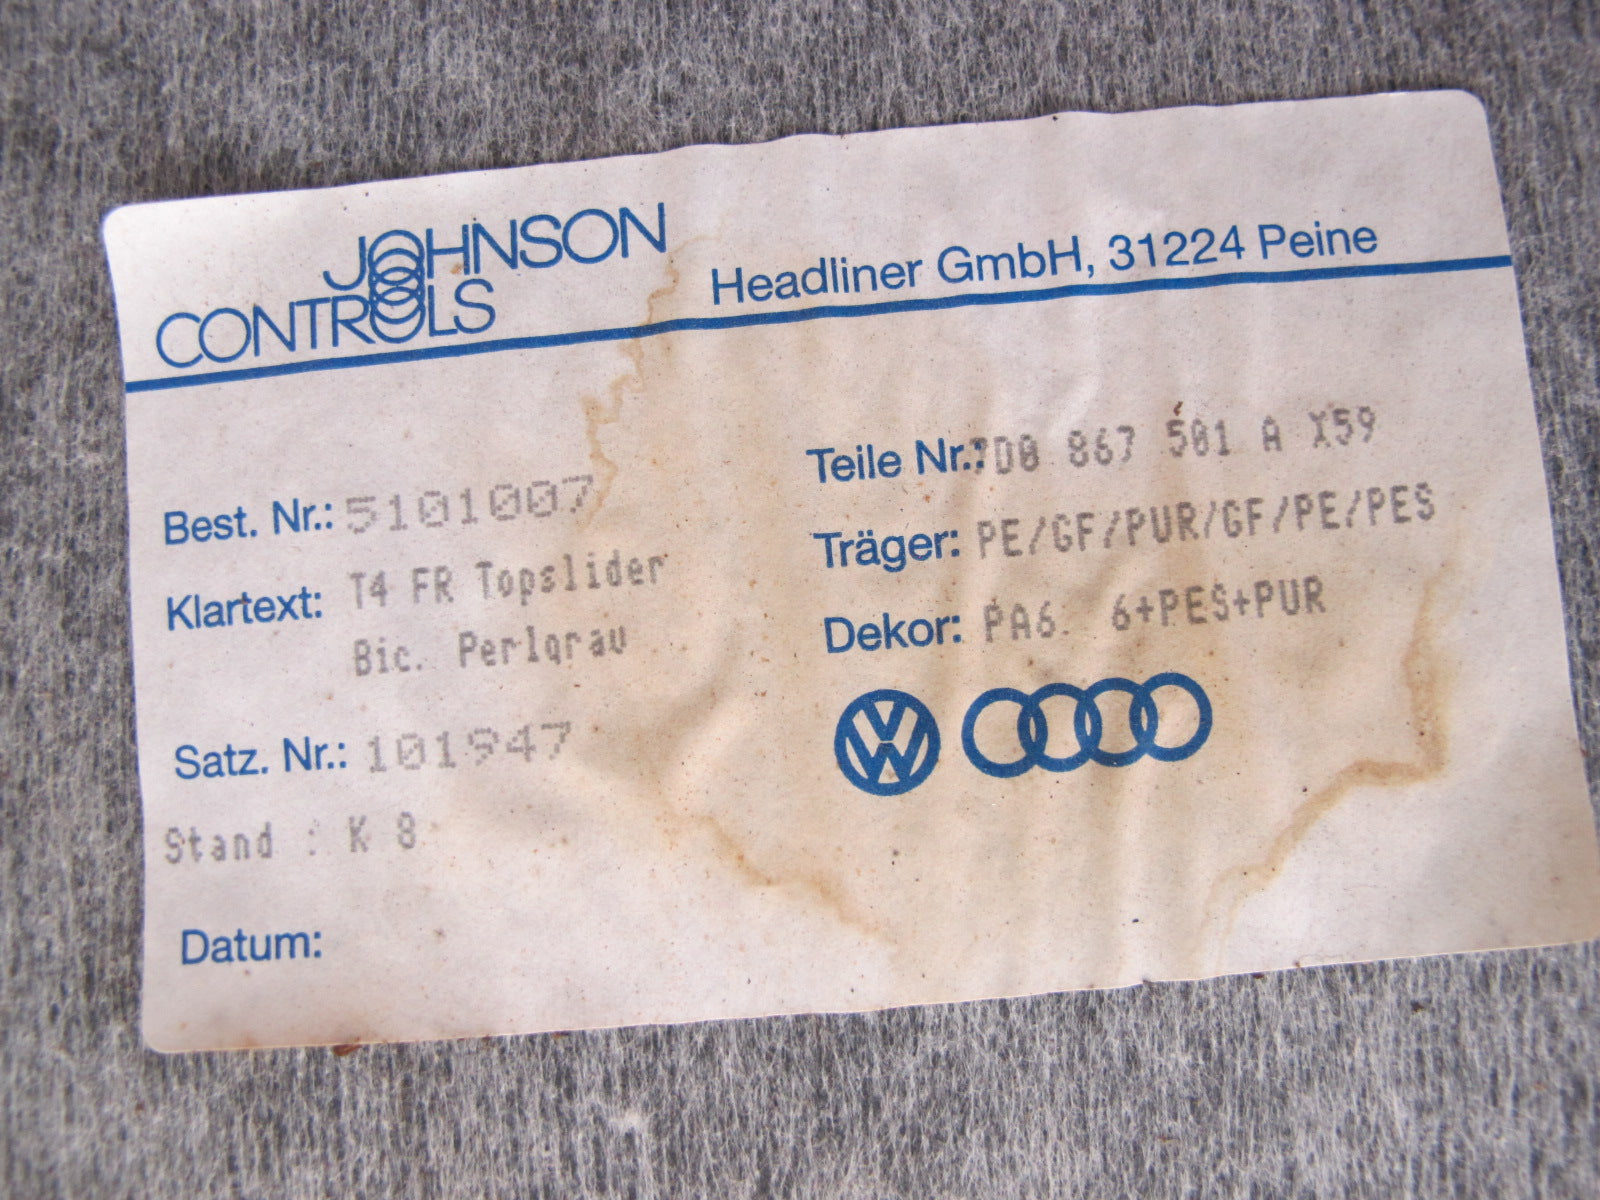 JOHNSON
CONTROLS
Headliner GmbH, 31224 Peine
Best. Nr.: 5101007
Klartext: T4 FR Topslider
Bic. Perlgrau
Satz. Nr.: 101947
Stand : K 8
Datum:
Teile Nr.: 7D0 867 501 A X59
Träger: PE/GF/PUR/GF/PE/PES
Dekor: PA6. 6+PES+PUR